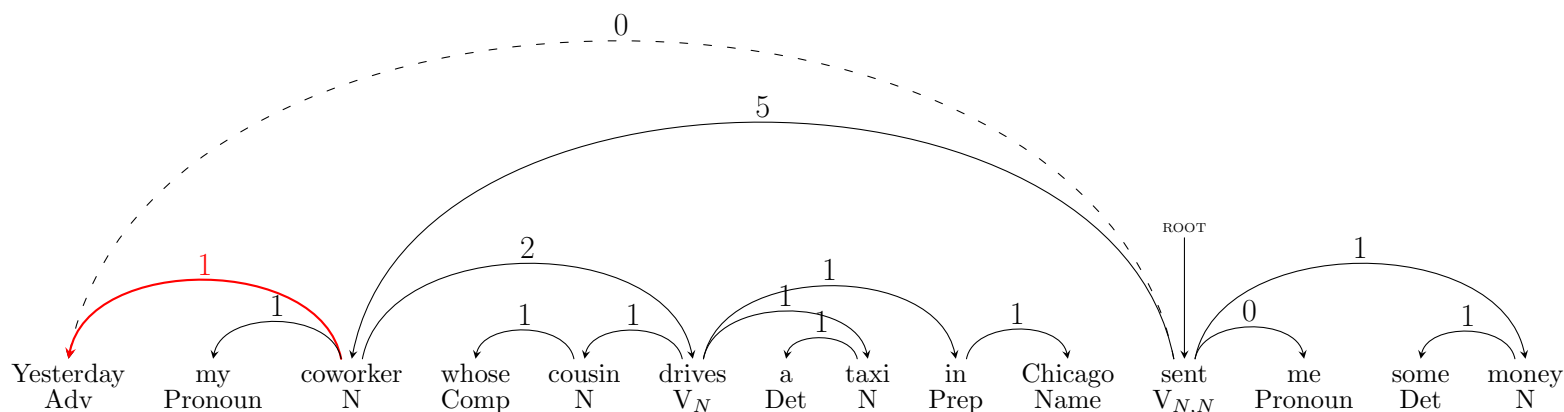 0
5
ROOT
1 2 1
1 1 1 1 1 1 0 1
Yesterday my coworker whose cousin drives a taxi in Chicago sent me some money
Adv Pronoun N Comp N V_N Det N Prep Name V_{N,N} Pronoun Det N